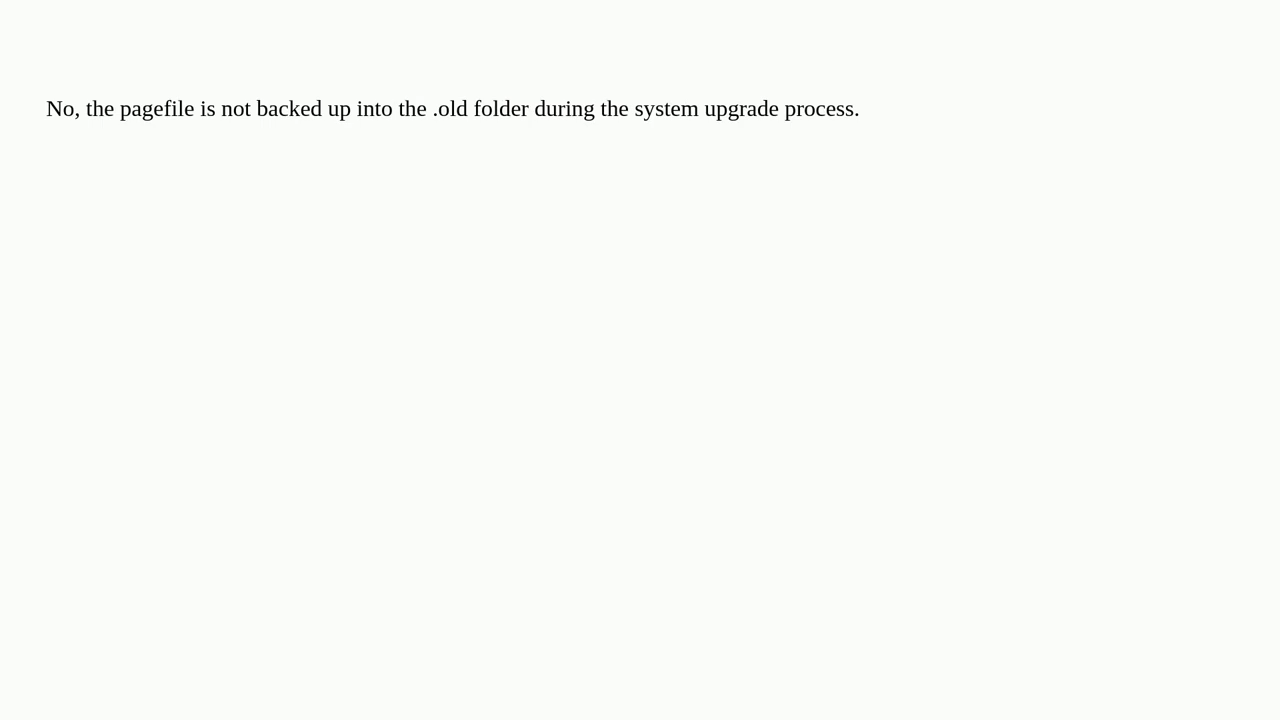 No, the pagefile is not backed up into the .old folder during the system upgrade process.